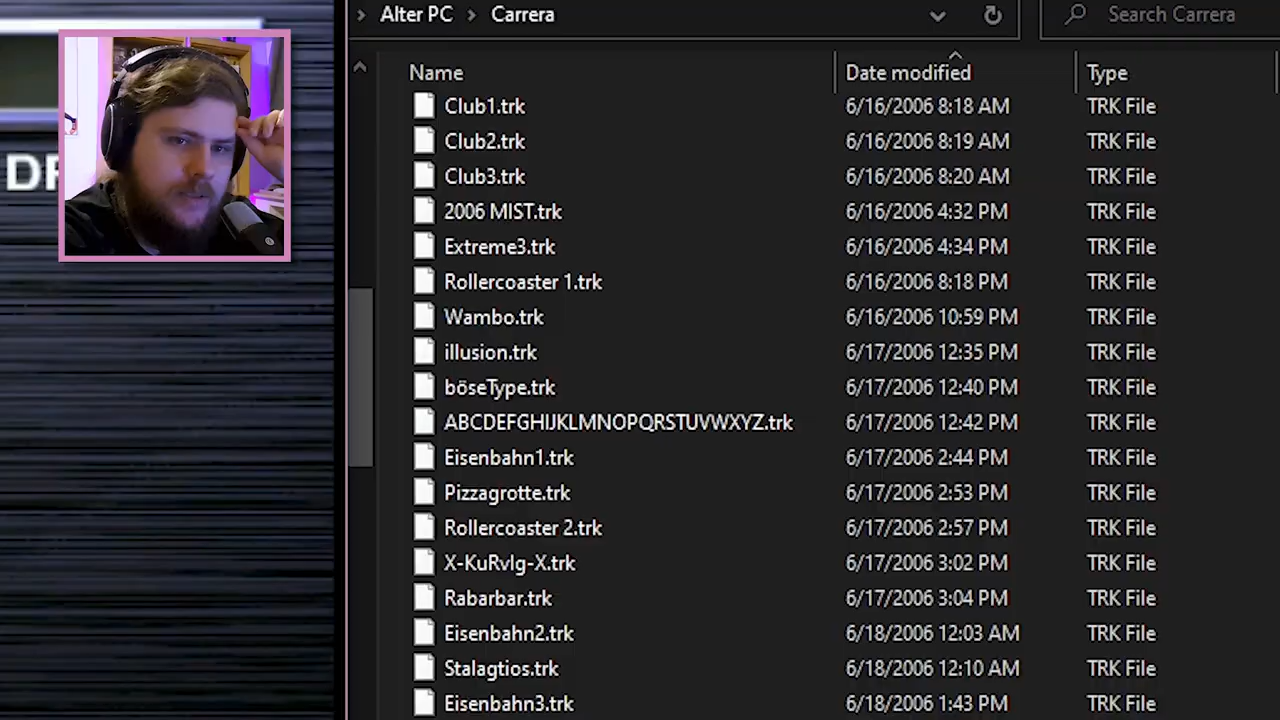 Alter PC > Carrera
Search Carrera
Name Date modified Type
Club1.trk 6/16/2006 8:18 AM TRK File
Club2.trk 6/16/2006 8:19 AM TRK File
Club3.trk 6/16/2006 8:20 AM TRK File
2006 MIST.trk 6/16/2006 4:32 PM TRK File
Extreme3.trk 6/16/2006 4:34 PM TRK File
Rollercoaster 1.trk 6/16/2006 8:18 PM TRK File
Wambo.trk 6/16/2006 10:59 PM TRK File
illusion.trk 6/17/2006 12:35 PM TRK File
böseType.trk 6/17/2006 12:40 PM TRK File
ABCDEFGHIJKLMNOPQRSTUVWXYZ.trk 6/17/2006 12:42 PM TRK File
Eisenbahn1.trk 6/17/2006 2:44 PM TRK File
Pizzagrotte.trk 6/17/2006 2:53 PM TRK File
Rollercoaster 2.trk 6/17/2006 2:57 PM TRK File
X-KuRvIg-X.trk 6/17/2006 3:02 PM TRK File
Rabarbar.trk 6/17/2006 3:04 PM TRK File
Eisenbahn2.trk 6/18/2006 12:03 AM TRK File
Stalagtios.trk 6/18/2006 12:10 AM TRK File
Eisenbahn3.trk 6/18/2006 1:43 PM TRK File